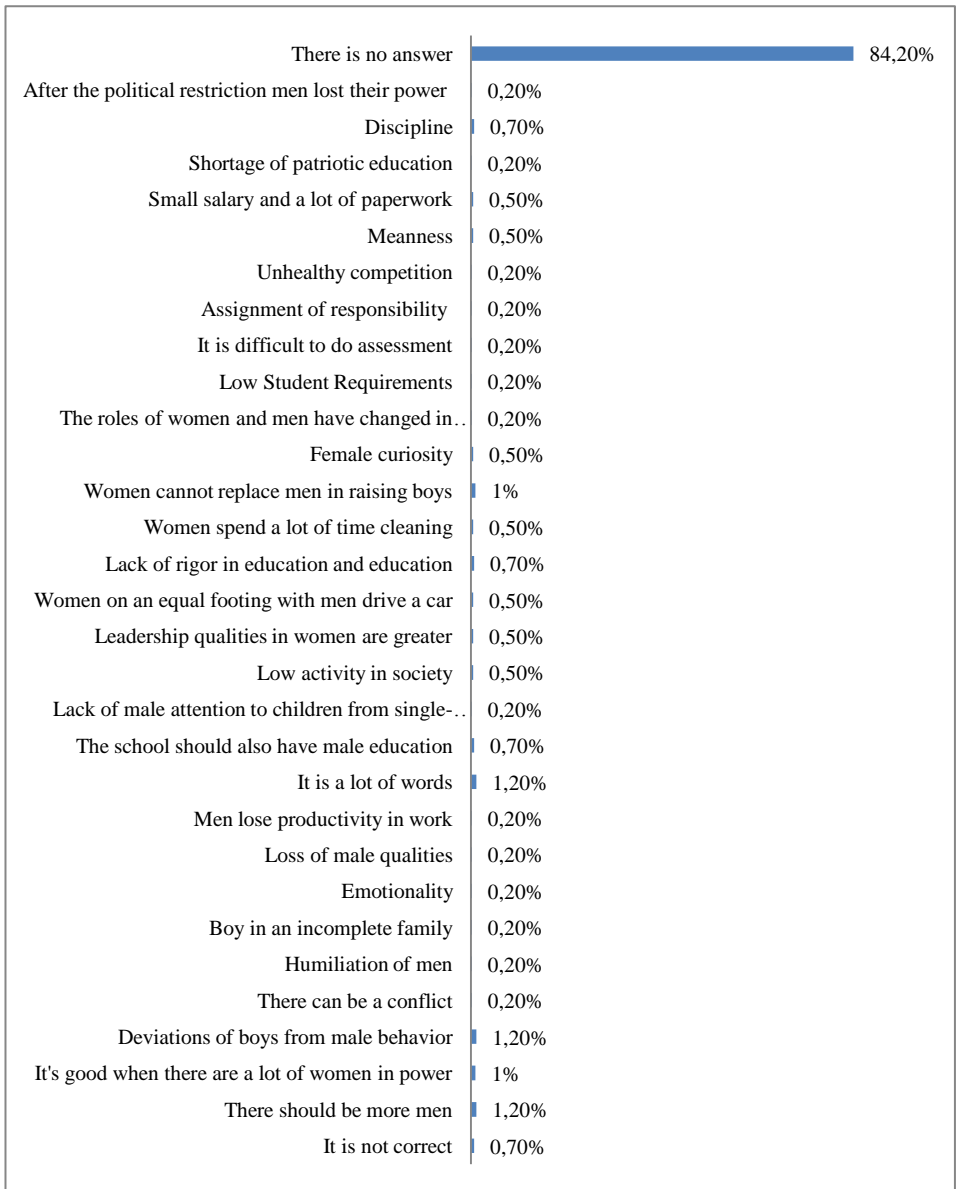 There is no answer 84,20%
After the political restriction men lost their power 0,20%
Discipline 0,70%
Shortage of patriotic education 0,20%
Small salary and a lot of paperwork 0,50%
Meanness 0,50%
Unhealthy competition 0,20%
Assignment of responsibility 0,20%
It is difficult to do assessment 0,20%
Low Student Requirements 0,20%
The roles of women and men have changed in.. 0,20%
Female curiosity 0,50%
Women cannot replace men in raising boys 1%
Women spend a lot of time cleaning 0,50%
Lack of rigor in education and education 0,70%
Women on an equal footing with men drive a car 0,50%
Leadership qualities in women are greater 0,50%
Low activity in society 0,50%
Lack of male attention to children from single-.. 0,20%
The school should also have male education 0,70%
It is a lot of words 1,20%
Men lose productivity in work 0,20%
Loss of male qualities 0,20%
Emotionality 0,20%
Boy in an incomplete family 0,20%
Humiliation of men 0,20%
There can be a conflict 0,20%
Deviations of boys from male behavior 1,20%
It's good when there are a lot of women in power 1%
There should be more men 1,20%
It is not correct 0,70%